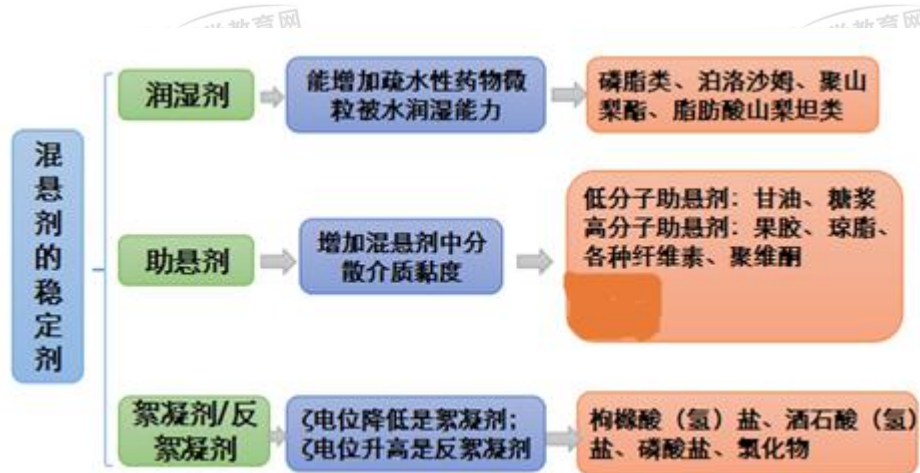 混悬剂的稳定剂
润湿剂
能增加疏水性药物微
粒被水润湿能力
磷脂类、泊洛沙姆、聚山
梨酯、脂肪酸山梨坦类
助悬剂
增加混悬剂中分
散介质黏度
低分子助悬剂：甘油、糖浆
高分子助悬剂：果胶、琼脂、
各种纤维素、聚维酮
絮凝剂/反
絮凝剂
ζ电位降低是絮凝剂；
ζ电位升高是反絮凝剂
枸橼酸（氢）盐、酒石酸（氢）
盐、磷酸盐、氯化物